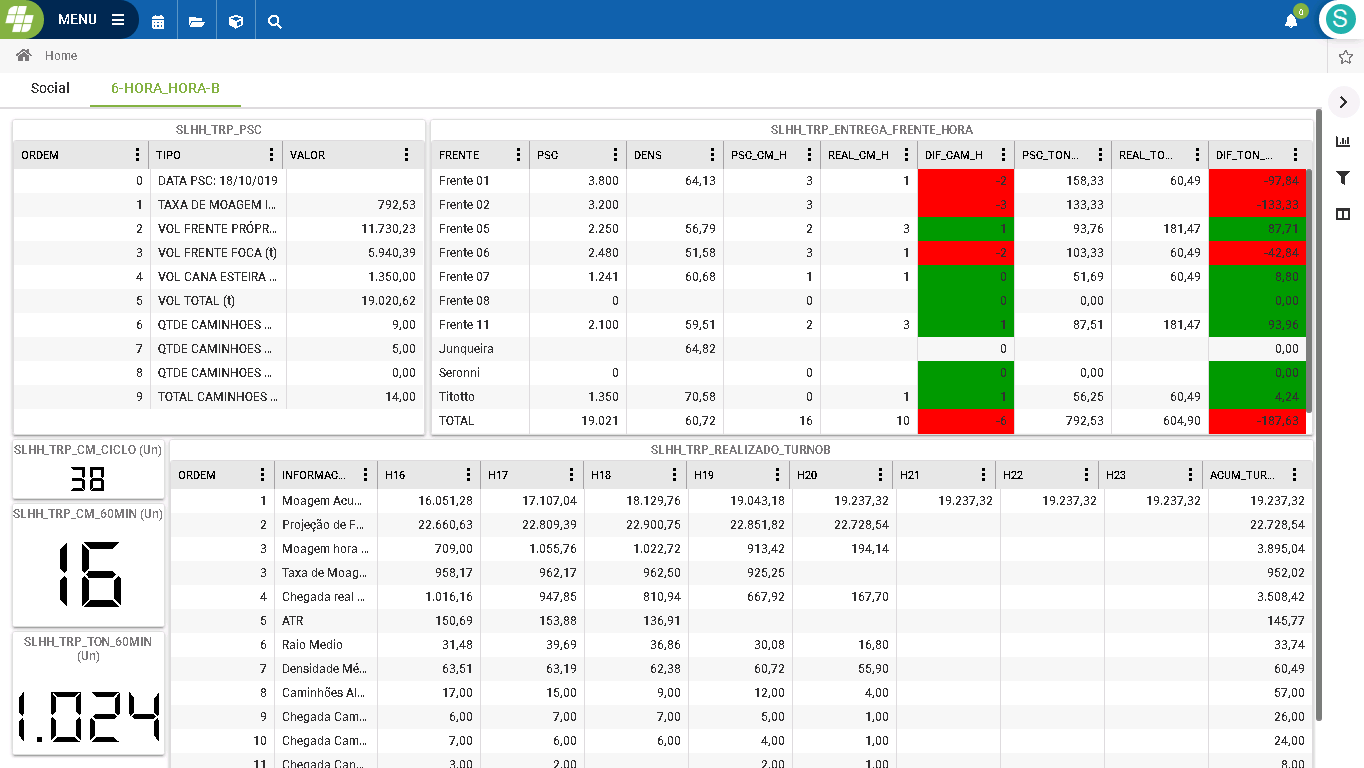 MENU
0
S
Home
Social 6-HORA_HORA-B
SLHH_TRP_PSC
ORDEM TIPO VALOR
0 DATA PSC: 18/10/019
1 TAXA DE MOAGEM I... 792,53
2 VOL FRENTE PRÓPR... 11.730,23
3 VOL FRENTE FOCA (t) 5.940,39
4 VOL CANA ESTEIRA ... 1.350,00
5 VOL TOTAL (t) 19.020,62
6 QTDE CAMINHOES ... 9,00
7 QTDE CAMINHOES ... 5,00
8 QTDE CAMINHOES ... 0,00
9 TOTAL CAMINHOES ... 14,00
SLHH_TRP_ENTREGA_FRENTE_HORA
FRENTE PSC DENS PSC_CM_H REAL_CM_H DIF_CAM_H PSC_TON... REAL_TO... DIF_TON_...
Frente 01 3.800 64,13 3 1 -2 158,33 60,49 -97,84
Frente 02 3.200 3 -3 133,33 -133,33
Frente 05 2.250 56,79 2 3 1 93,76 181,47 87,71
Frente 06 2.480 51,58 3 1 -2 103,33 60,49 -42,84
Frente 07 1.241 60,68 1 1 0 51,69 60,49 8,80
Frente 08 0 0 0 0,00 0,00
Frente 11 2.100 59,51 2 3 1 87,51 181,47 93,96
Junqueira 64,82 0 0,00
Seronni 0 0 0 0,00 0,00
Titotto 1.350 70,58 0 1 1 56,25 60,49 4,24
TOTAL 19.021 60,72 16 10 -6 792,53 604,90 -187,63
SLHH_TRP_CM_CICLO (Un)
38
SLHH_TRP_CM_60MIN (Un)
16
SLHH_TRP_TON_60MIN
(Un)
1.024
SLHH_TRP_REALIZADO_TURNOB
ORDEM INFORMAC... H16 H17 H18 H19 H20 H21 H22 H23 ACUM_TUR...
1 Moagem Acu... 16.051,28 17.107,04 18.129,76 19.043,18 19.237,32 19.237,32 19.237,32 19.237,32 19.237,32
2 Projeção de F... 22.660,63 22.809,39 22.900,75 22.851,82 22.728,54 22.728,54
3 Moagem hora ... 709,00 1.055,76 1.022,72 913,42 194,14 3.895,04
3 Taxa de Moag... 958,17 962,17 962,50 925,25 952,02
4 Chegada real ... 1.016,16 947,85 810,94 667,92 167,70 3.508,42
5 ATR 150,69 153,88 136,91 145,77
6 Raio Medio 31,48 39,69 36,86 30,08 16,80 33,74
7 Densidade Mé... 63,51 63,19 62,38 60,72 55,90 60,49
8 Caminhões Al... 17,00 15,00 9,00 12,00 4,00 57,00
9 Chegada Cam... 6,00 7,00 7,00 5,00 1,00 26,00
10 Chegada Cam... 7,00 6,00 6,00 4,00 1,00 24,00
11 Chegada Can... 3,00 2,00 2,00 1,00 8,00